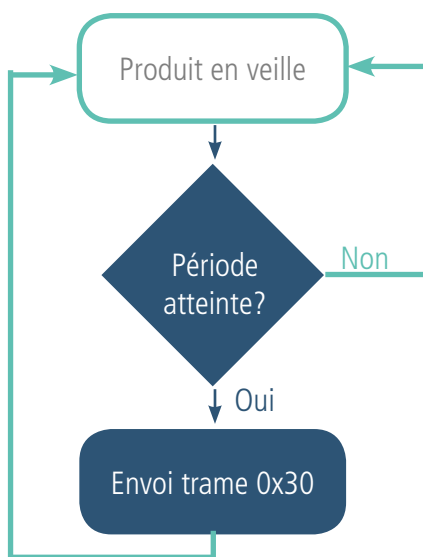 Produit en veille
Période
atteinte?
Non
Oui
Envoi trame 0x30